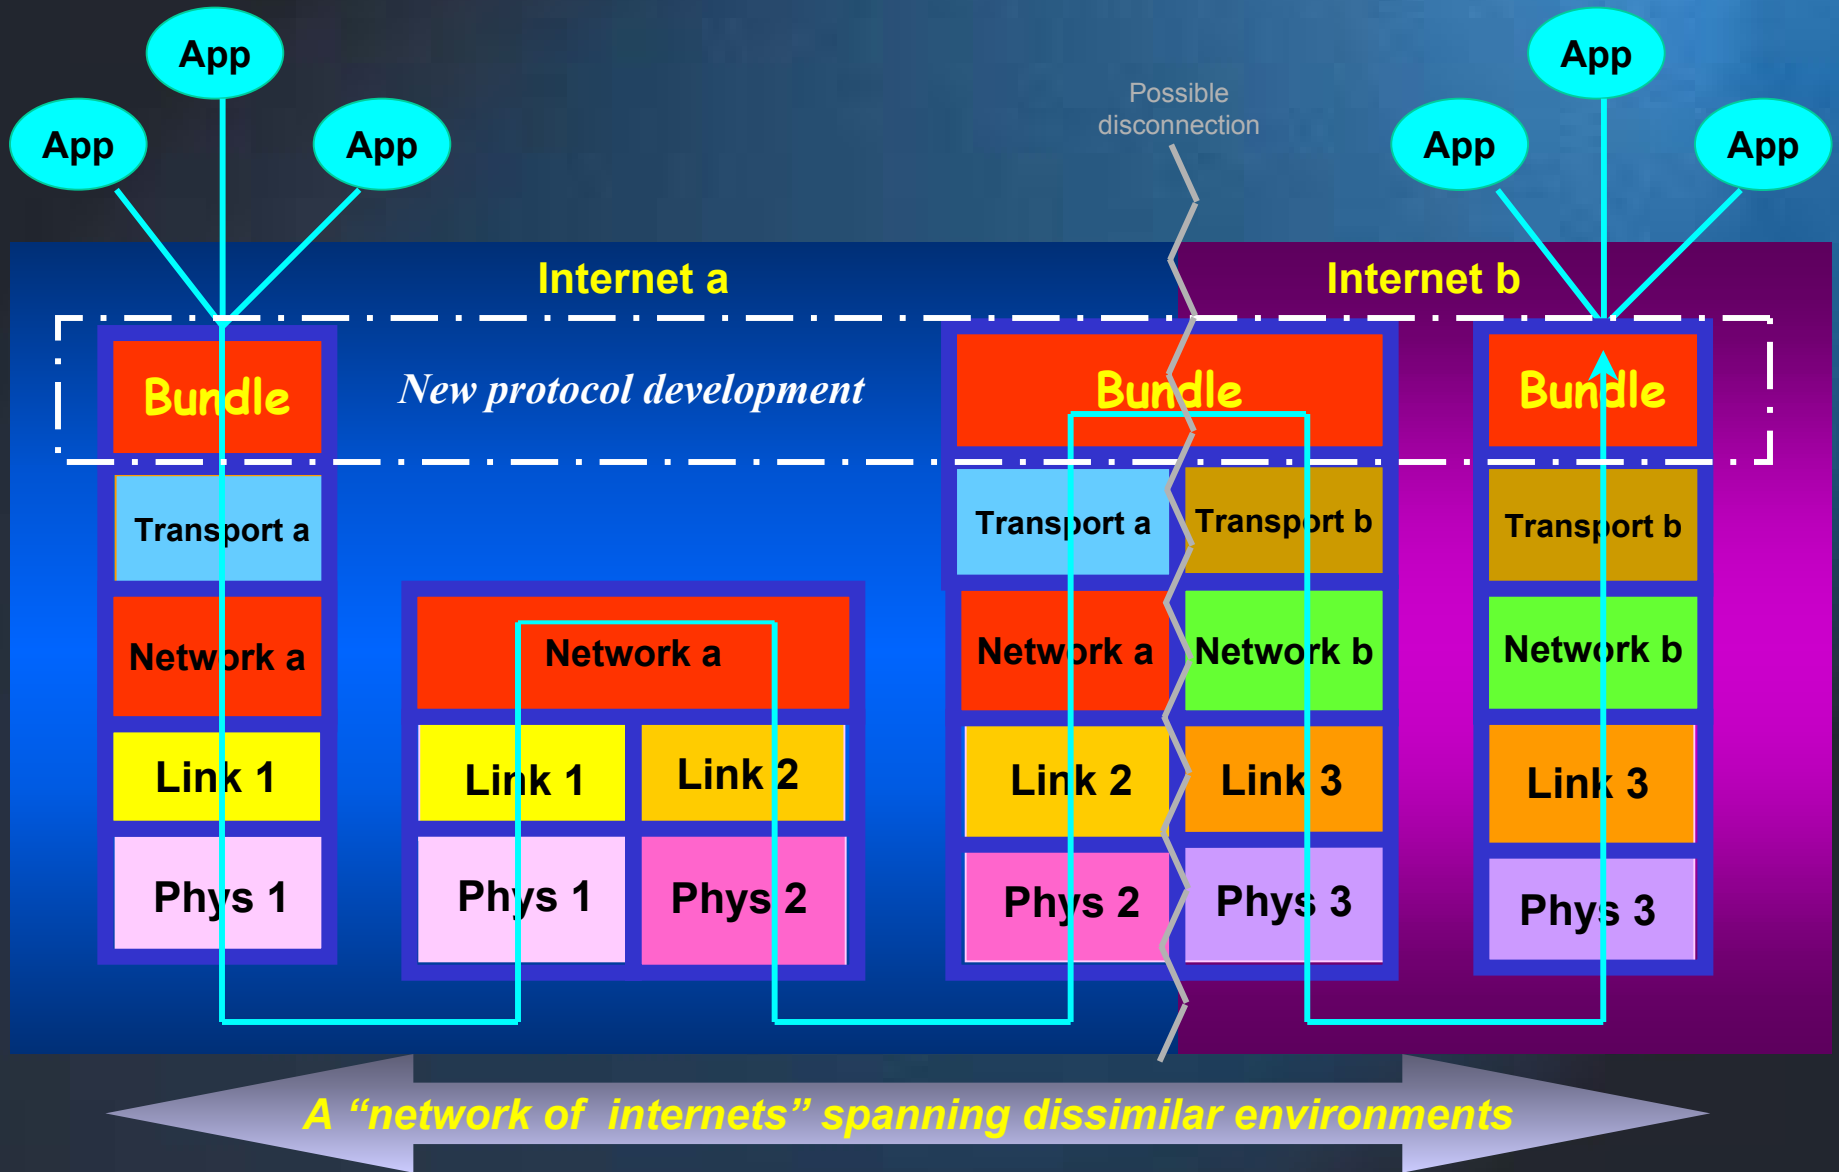 App
App
App
App
App
App
Possible
disconnection
Internet a
Internet b
Bundle
New protocol development
Bundle
Bundle
Transport a
Transport a
Transport b
Transport b
Network a
Network a
Network a
Network b
Network b
Link 1
Link 1
Link 2
Link 2
Link 3
Link 3
Phys 1
Phys 1
Phys 2
Phys 2
Phys 3
Phys 3
A “network of internets” spanning dissimilar environments